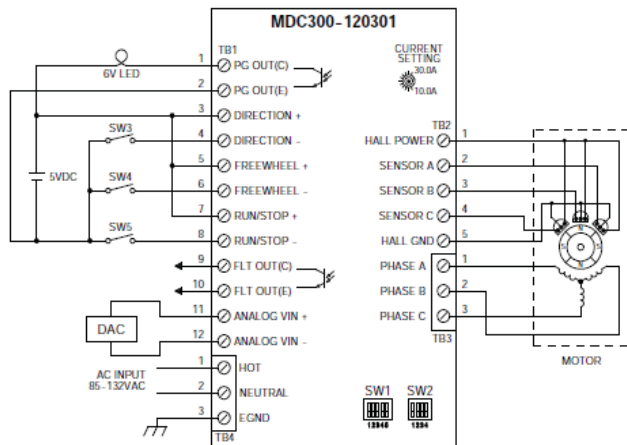 MDC300-120301
TB1
CURRENT
SETTING
30.0A
10.0A
6V LED
1 PG OUT(C)
2 PG OUT(E)
3 DIRECTION +
SW3
4 DIRECTION -
5 FREEWHEEL +
5VDC
SW4
6 FREEWHEEL -
7 RUN/STOP +
SW5
8 RUN/STOP -
9 FLT OUT(C)
10 FLT OUT(E)
11 ANALOG VIN +
DAC
12 ANALOG VIN -
AC INPUT
85-132VAC
1 HOT
2 NEUTRAL
3 EGND
TB4
TB2
HALL POWER 1
SENSOR A 2
SENSOR B 3
SENSOR C 4
HALL GND 5
PHASE A 1
PHASE B 2
PHASE C 3
TB3
N
N
MOTOR
SW1 SW2
12345 1234